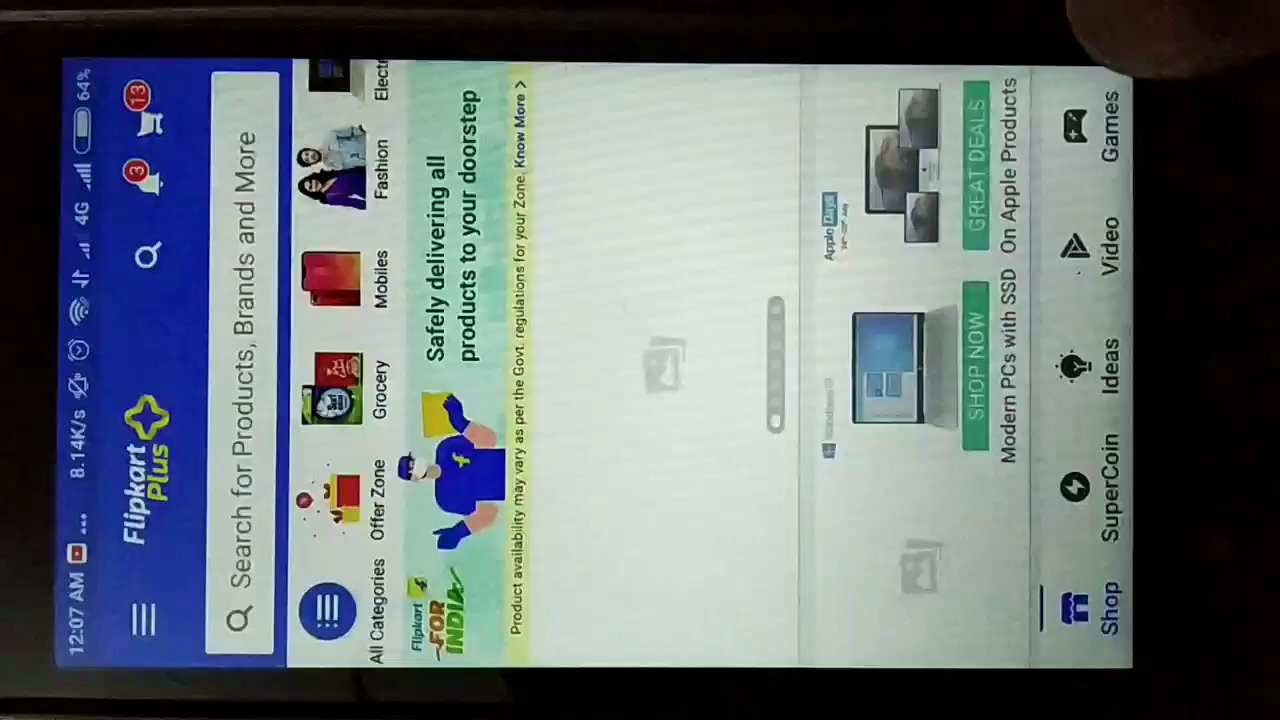 12:07 AM ... 8.14K/s 4G 64%
Flipkart
Plus
3
13
Search for Products, Brands and More
All Categories
Offer Zone
Grocery
Mobiles
Fashion
Electr
Flipkart
FOR
INDIA
Safely delivering all
products to your doorstep
Product availability may vary as per the Govt. regulations for your Zone. Know More >
Apple Days
SHOP NOW
GREAT DEALS
Modern PCs with SSD
On Apple Products
Shop
SuperCoin
Ideas
Video
Games